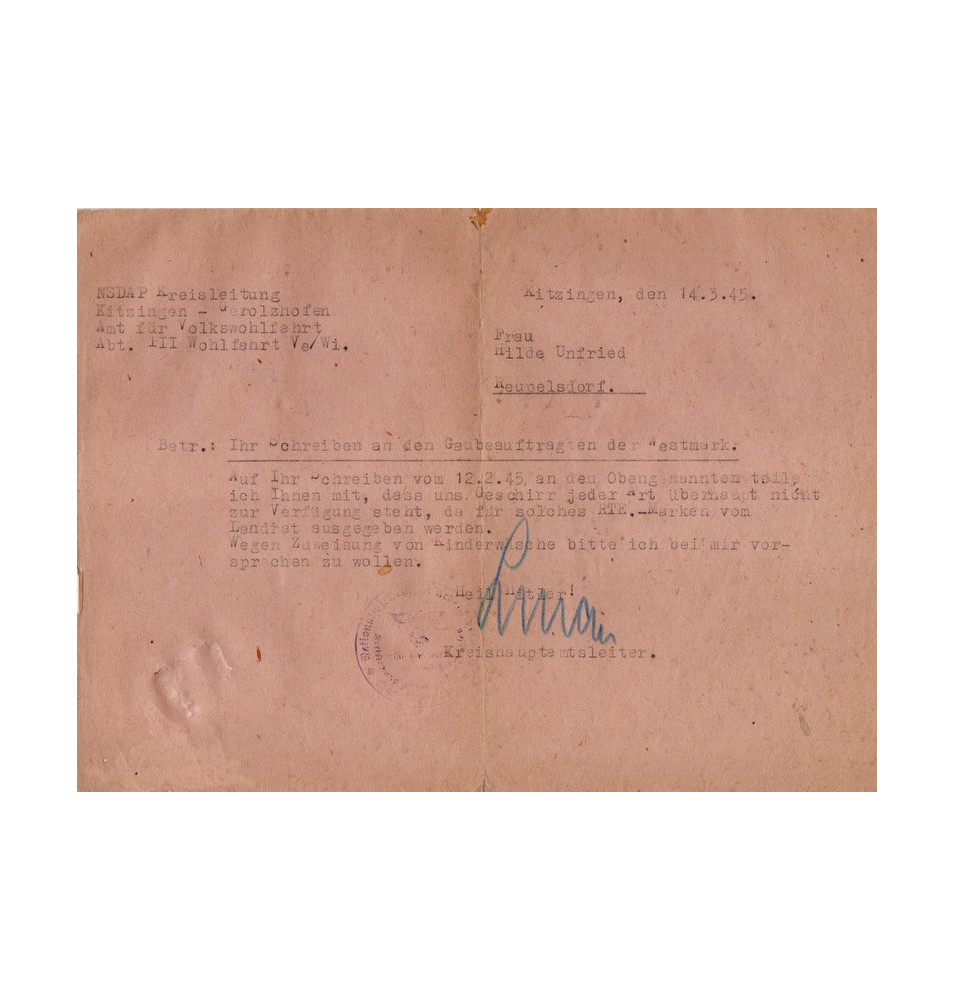 NSDAP Kreisleitung
Kitzingen - Gerolzhofen
Amt für Volkswohlfahrt
Abt. III Wohlfahrt Ve/Wi.
Kitzingen, den 14.3.45.
Frau
Hilde Unfried
Reupelsdorf.
Betr.: Ihr Schreiben an den Gaubeauftragten der Westmark.
Auf Ihr Schreiben vom 12.2.45 an den Obengenannten teile
ich Ihnen mit, dass uns Geschirr jeder Art überhaupt nicht
zur Verfügung steht, da für solches RTE.-Marken vom
Landrat ausgegeben werden.
Wegen Zuweisung von Kinderwäsche bitte ich bei mir vor-
sprechen zu wollen.
Heil Hitler!
Kreishauptamtsleiter.